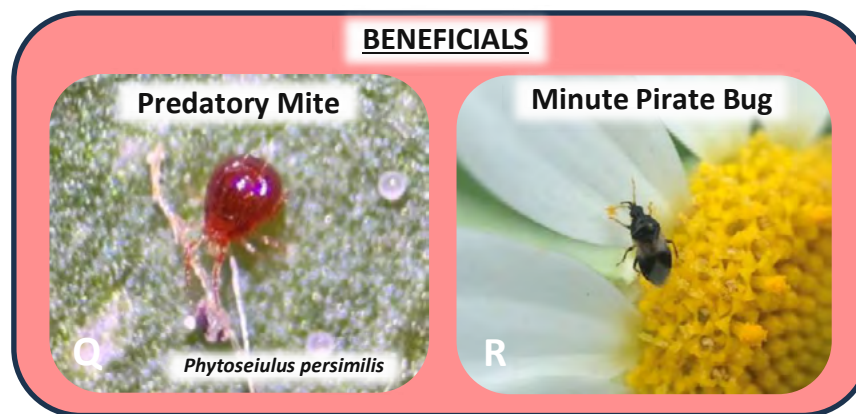 BENEFICIALS
Predatory Mite
Minute Pirate Bug
Q
Phytoseiulus persimilis
R